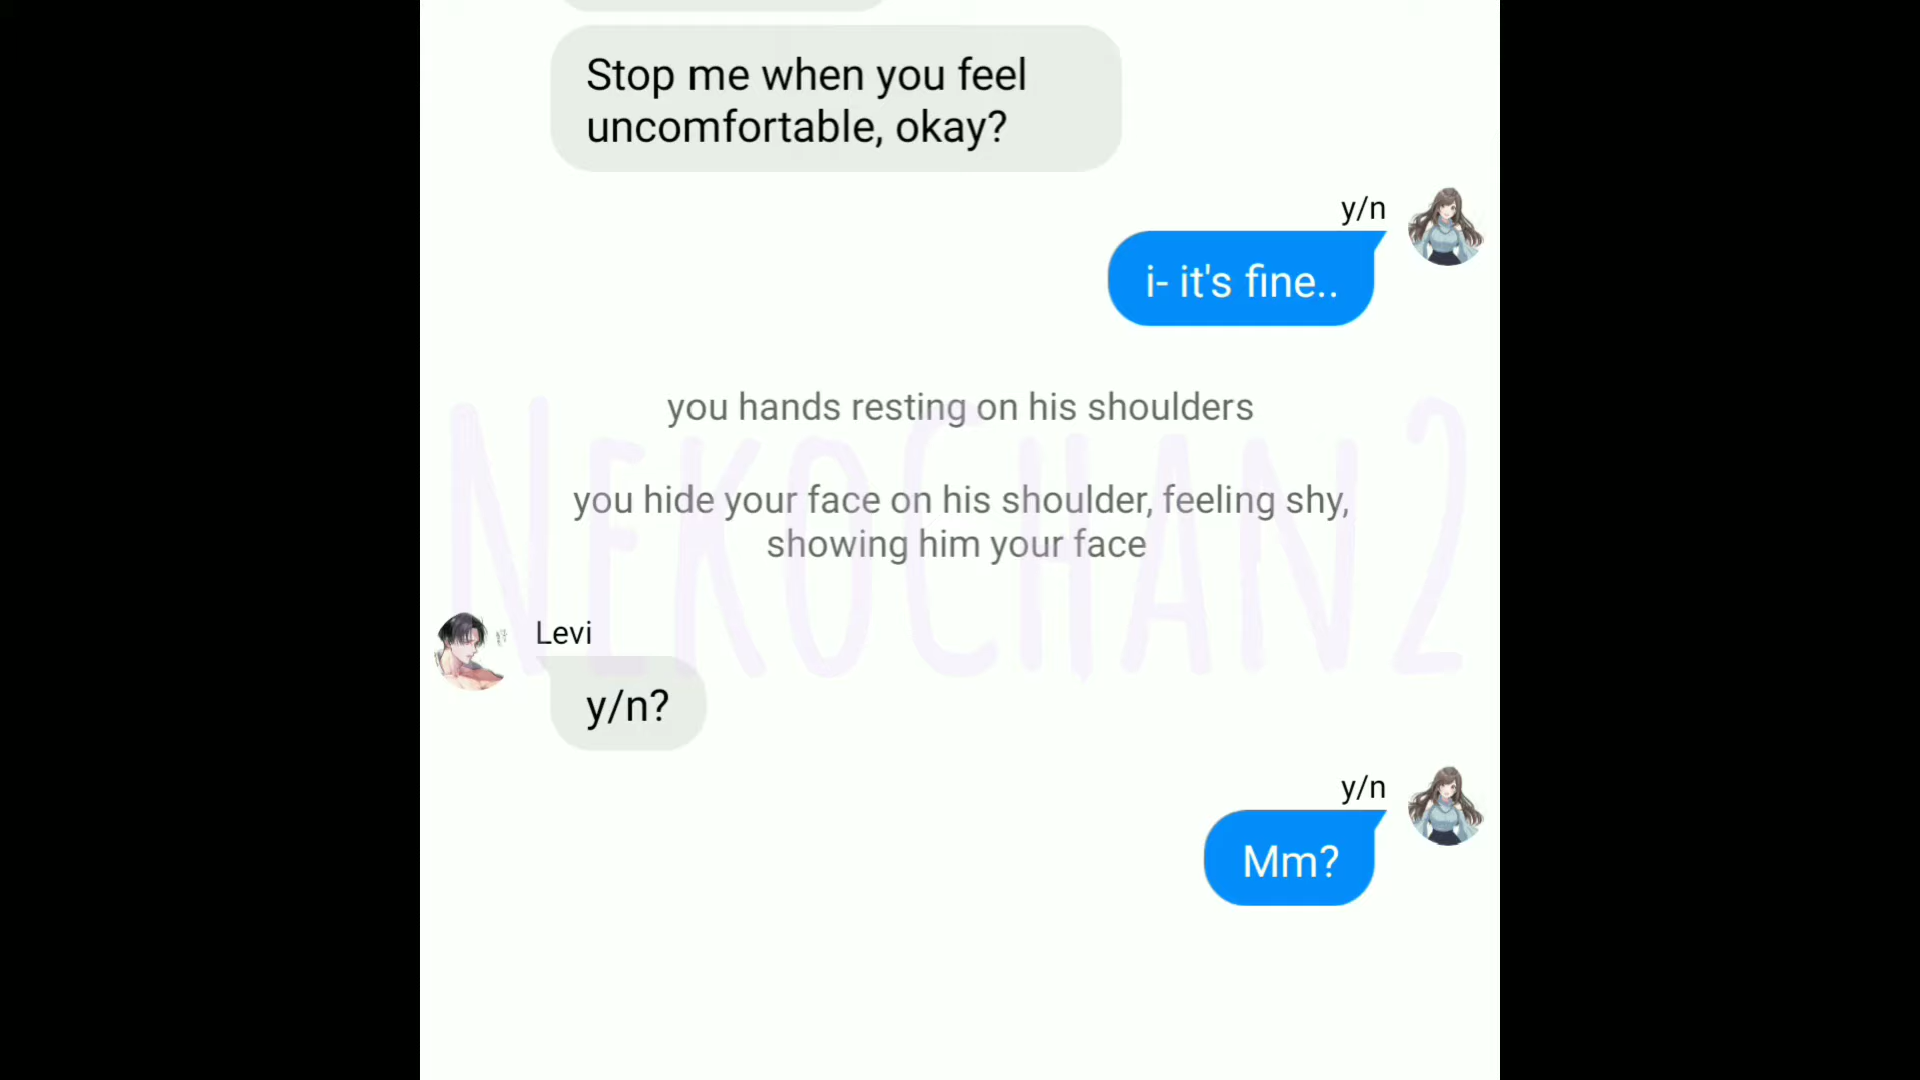 Stop me when you feel
uncomfortable, okay?
y/n
i- it's fine..
you hands resting on his shoulders
NEKOCHAN2
you hide your face on his shoulder, feeling shy,
showing him your face
Levi
y/n?
y/n
Mm?